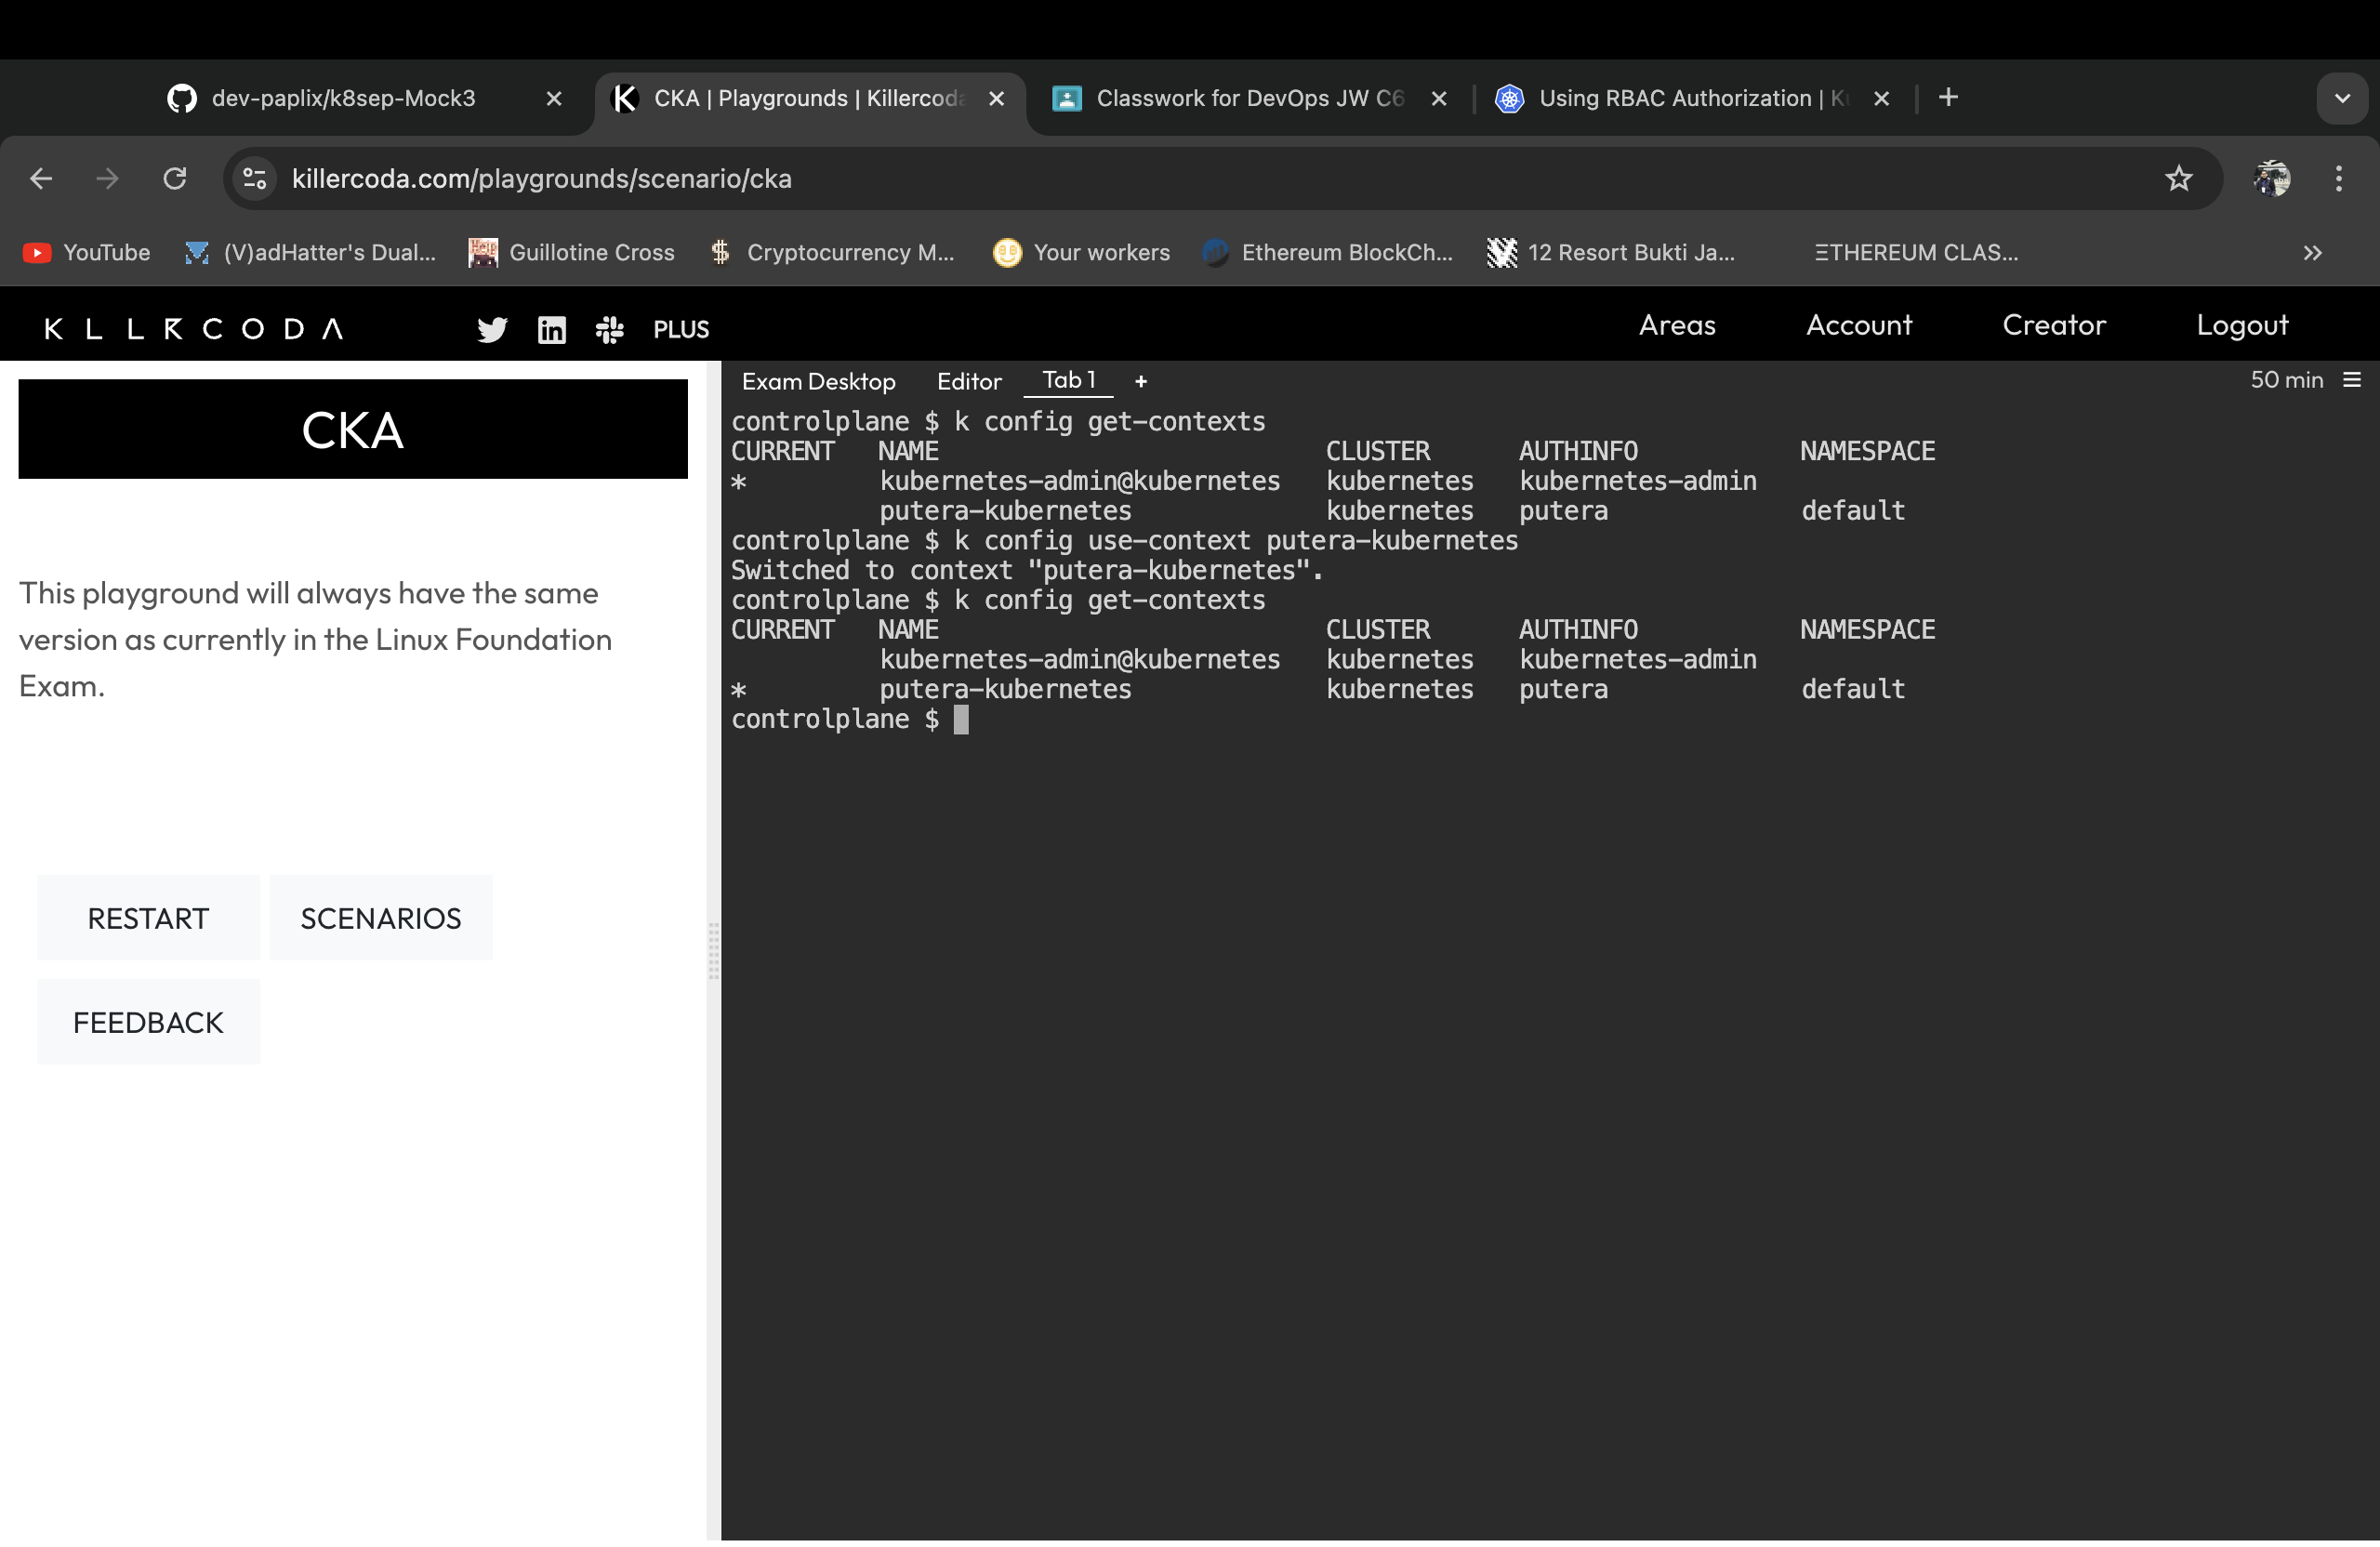 dev-paplix/k8sep-Mock3
CKA | Playgrounds | Killercoda
Classwork for DevOps JW C6
Using RBAC Authorization |
killercoda.com/playgrounds/scenario/cka
YouTube
(V)adHatter's Dual...
Guillotine Cross
Cryptocurrency M...
Your workers
Ethereum BlockCh...
12 Resort Bukti Ja...
ΞTHEREUM CLAS...
KLLRCODA
PLUS
Areas
Account
Creator
Logout
CKA
This playground will always have the same
version as currently in the Linux Foundation
Exam.
RESTART
SCENARIOS
FEEDBACK
Exam Desktop
Editor
Tab 1
+
50 min
controlplane $ k config get-contexts
CURRENT   NAME                          CLUSTER      AUTHINFO           NAMESPACE
*         kubernetes-admin@kubernetes   kubernetes   kubernetes-admin
          putera-kubernetes             kubernetes   putera             default
controlplane $ k config use-context putera-kubernetes
Switched to context "putera-kubernetes".
controlplane $ k config get-contexts
CURRENT   NAME                          CLUSTER      AUTHINFO           NAMESPACE
          kubernetes-admin@kubernetes   kubernetes   kubernetes-admin
*         putera-kubernetes             kubernetes   putera             default
controlplane $